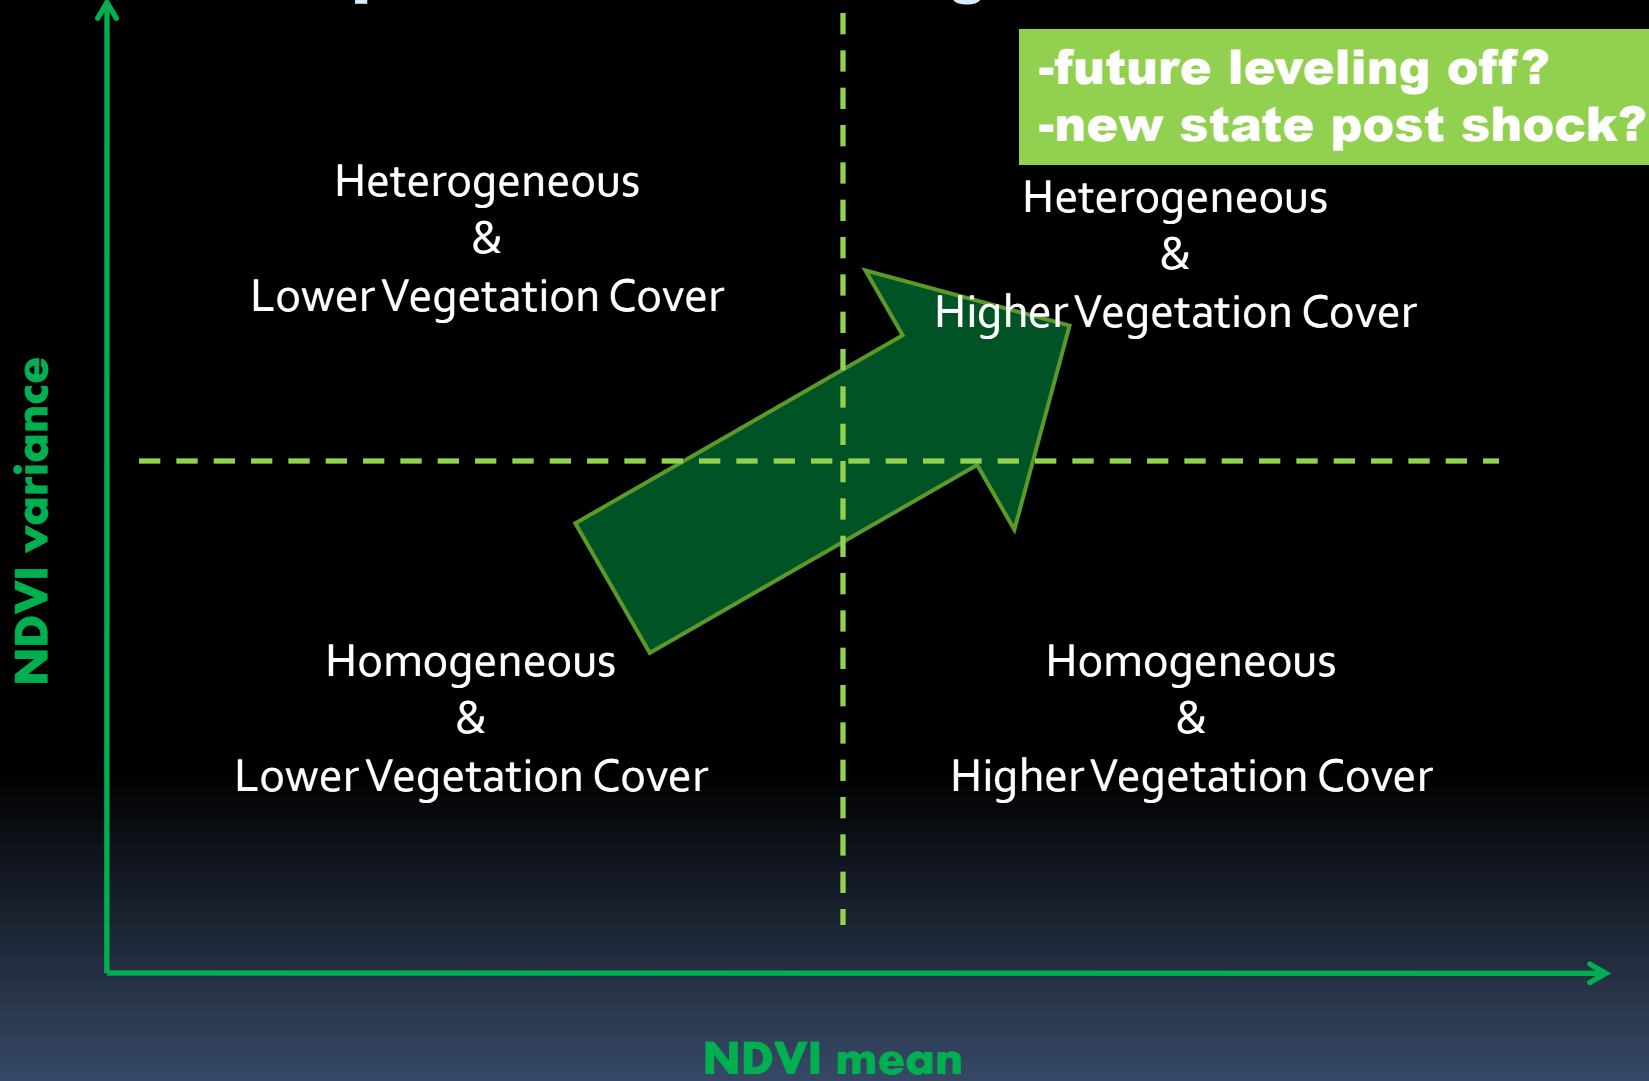 -future leveling off?
-new state post shock?
Heterogeneous
&
Lower Vegetation Cover
Heterogeneous
&
Higher Vegetation Cover
NDVI variance
Homogeneous
&
Lower Vegetation Cover
Homogeneous
&
Higher Vegetation Cover
NDVI mean